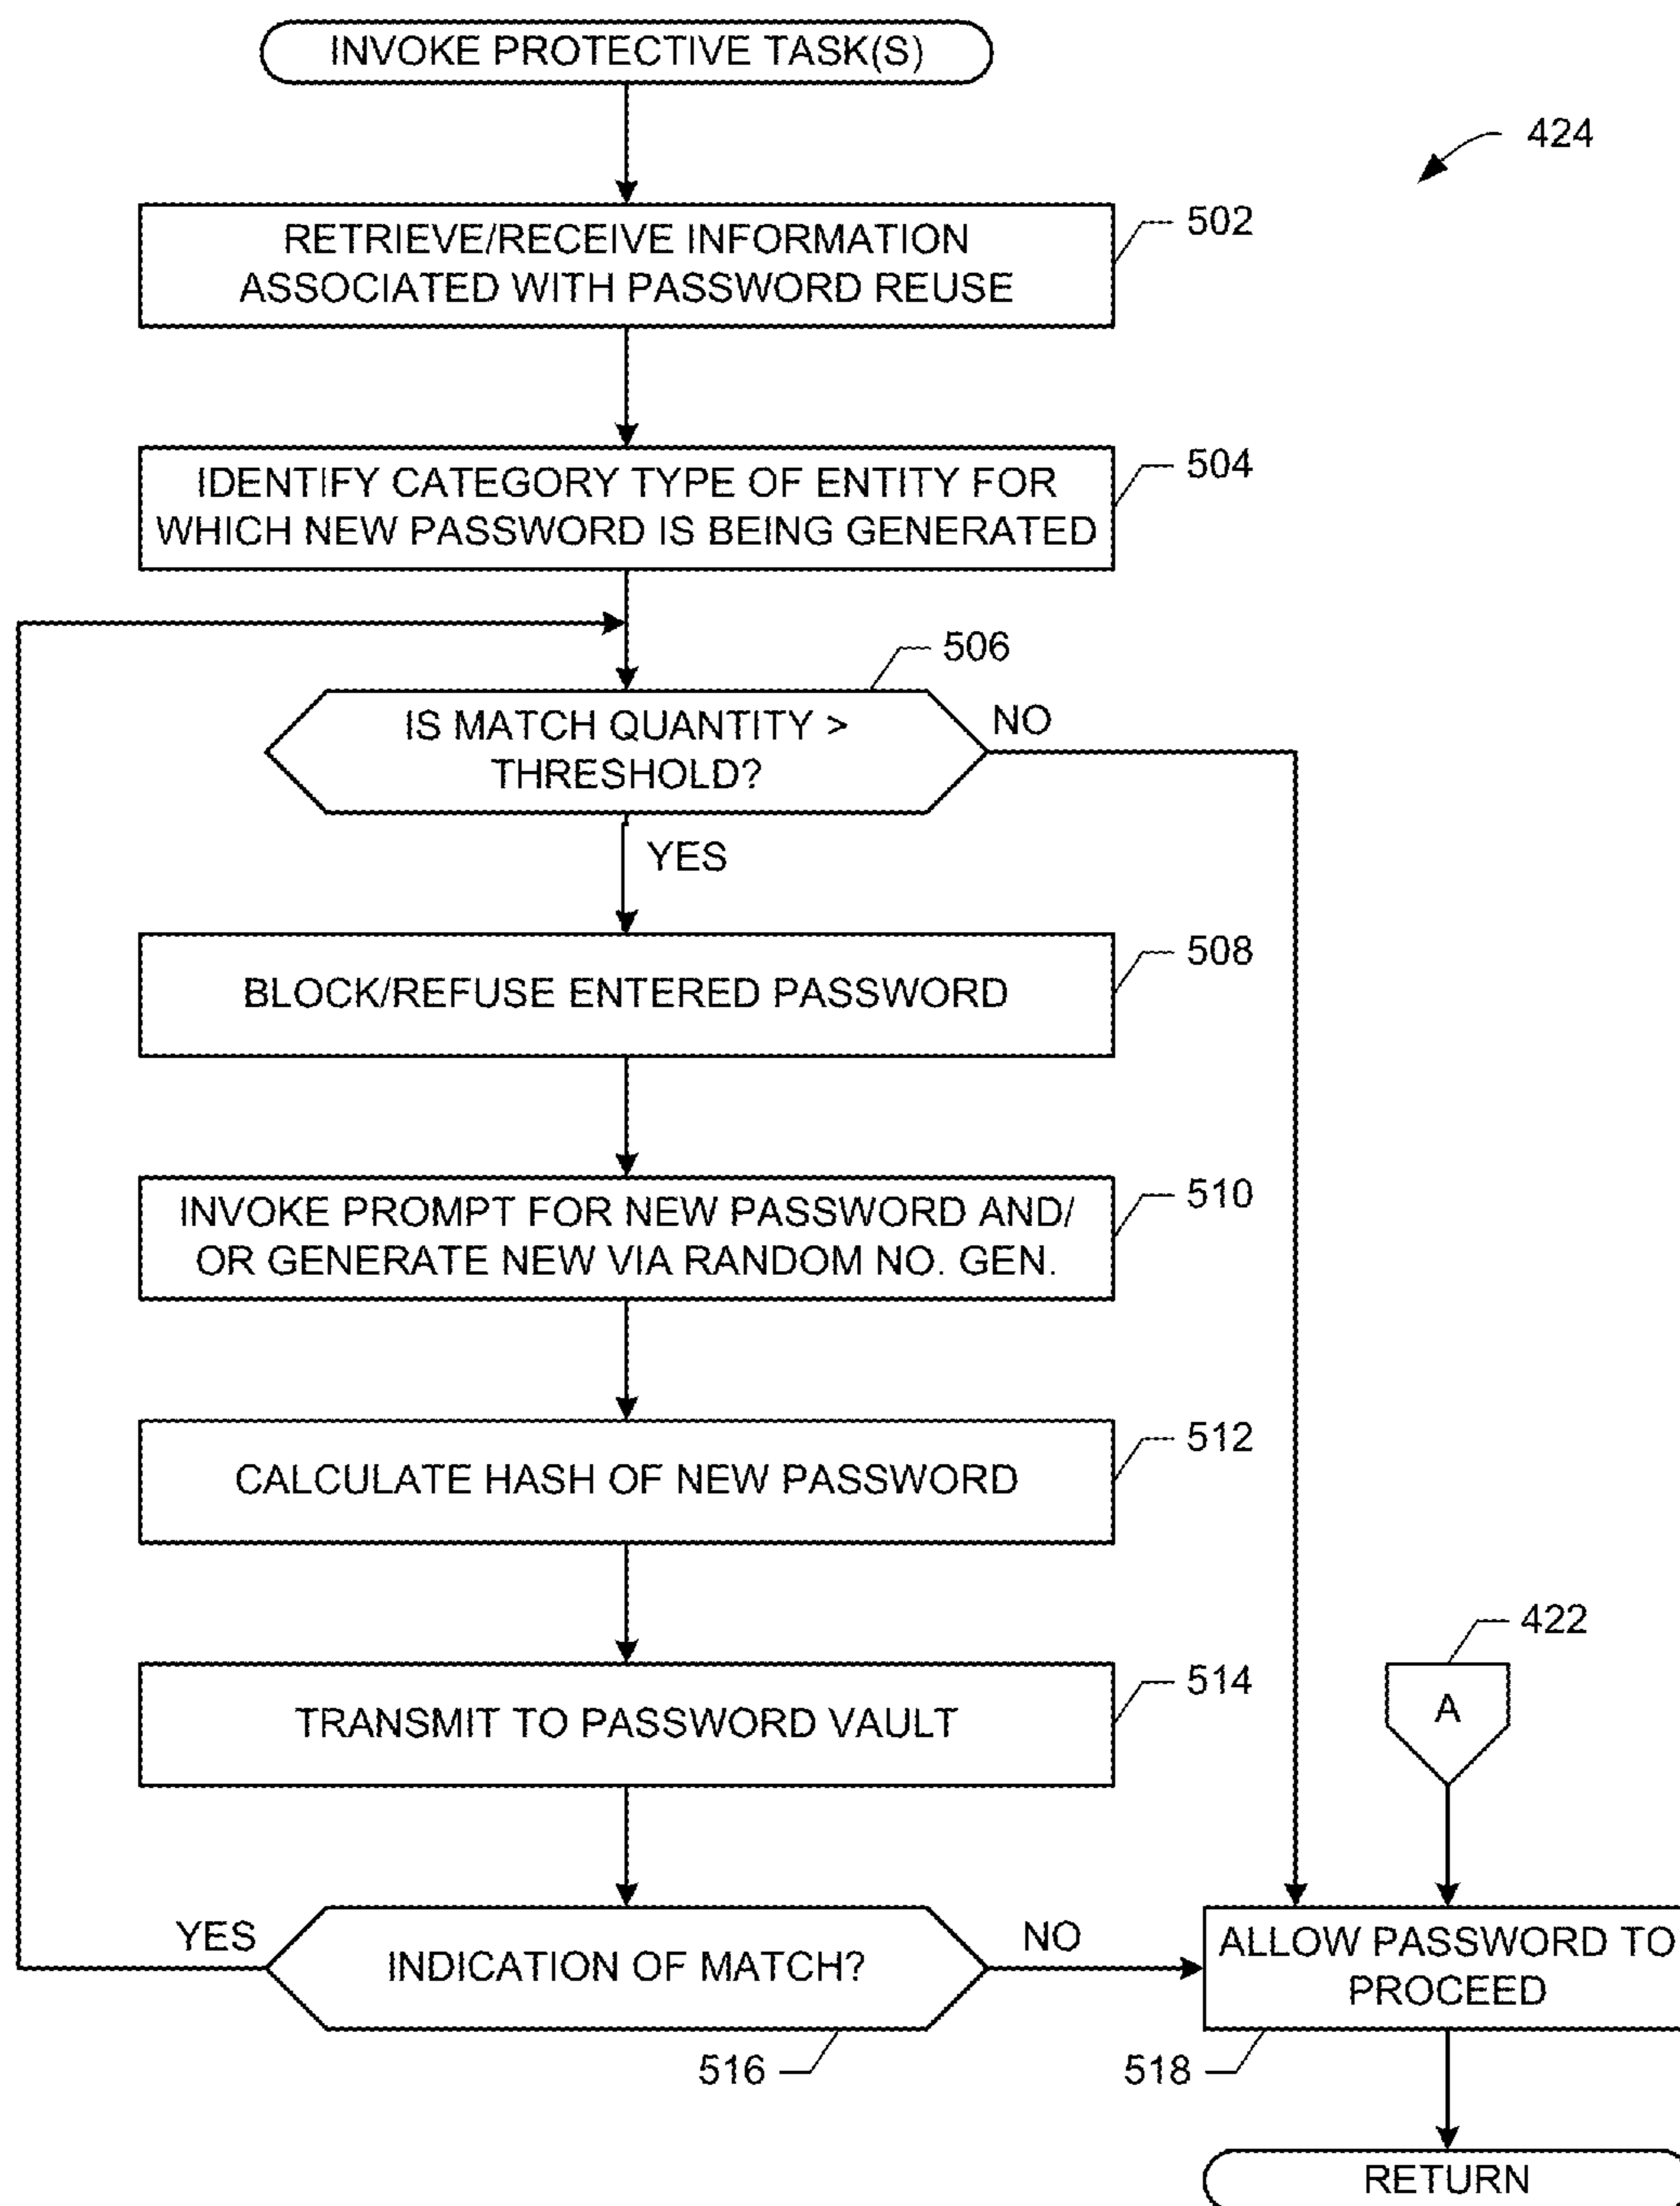 INVOKE PROTECTIVE TASK(S)
424
RETRIEVE/RECEIVE INFORMATION
ASSOCIATED WITH PASSWORD REUSE
502
IDENTIFY CATEGORY TYPE OF ENTITY FOR
WHICH NEW PASSWORD IS BEING GENERATED
504
506
IS MATCH QUANTITY >
THRESHOLD?
NO
YES
BLOCK/REFUSE ENTERED PASSWORD
508
INVOKE PROMPT FOR NEW PASSWORD AND/
OR GENERATE NEW VIA RANDOM NO. GEN.
510
CALCULATE HASH OF NEW PASSWORD
512
TRANSMIT TO PASSWORD VAULT
514
422
A
YES
INDICATION OF MATCH?
NO
516
ALLOW PASSWORD TO
PROCEED
518
RETURN